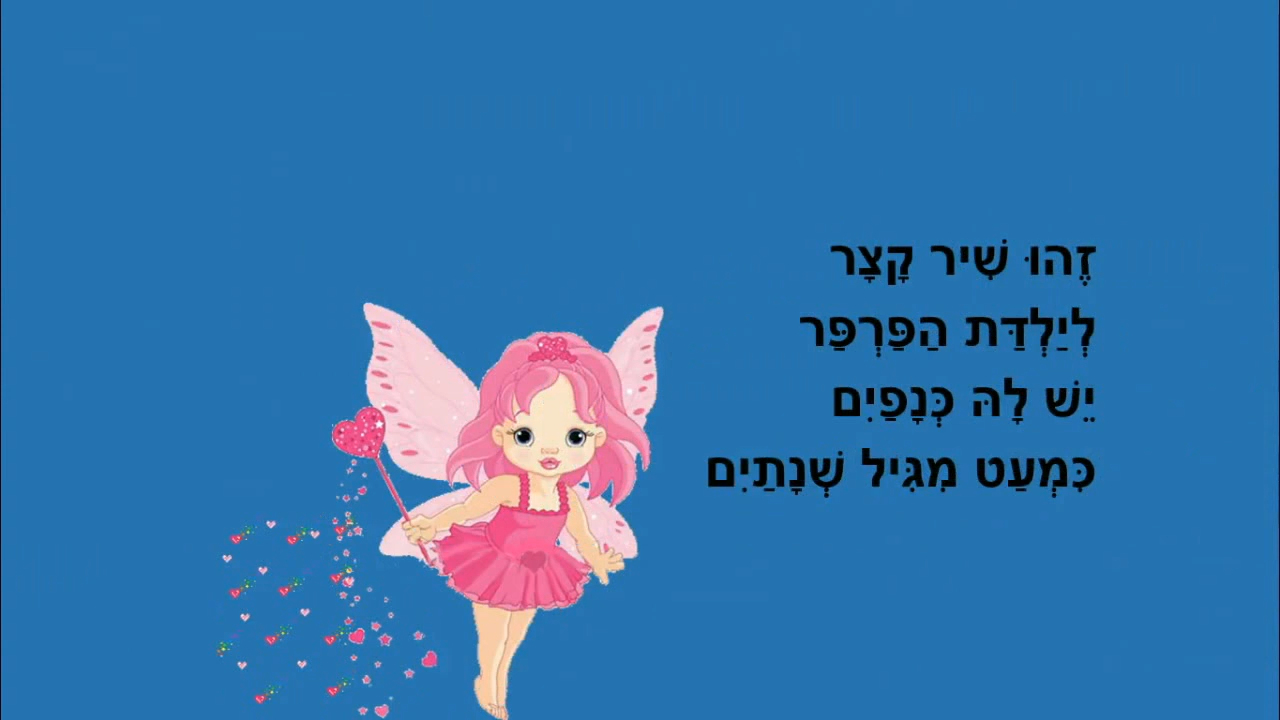 זֶהוּ שִׁיר קָצָר
לְיַלְדַּת הַפַּרְפַּר
יֵשׁ לָהּ כְּנָפַיִם
כִּמְעַט מִגִּיל שְׁנָתַיִם